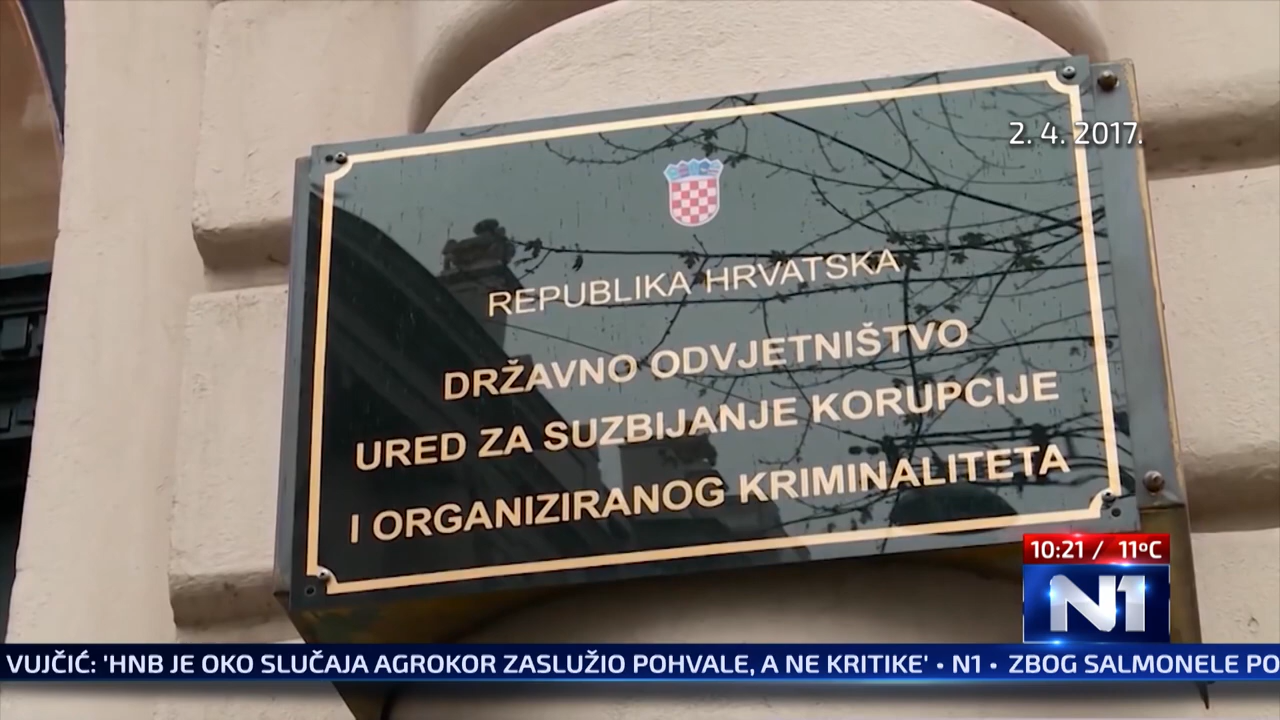 2. 4. 2017.
REPUBLIKA HRVATSKA
DRŽAVNO ODVJETNIŠTVO
URED ZA SUZBIJANJE KORUPCIJE
I ORGANIZIRANOG KRIMINALITETA
10:21 / 11ºC
N1
VUJČIĆ: 'HNB JE OKO SLUČAJA AGROKOR ZASLUŽIO POHVALE, A NE KRITIKE' • N1 • ZBOG SALMONELE PO